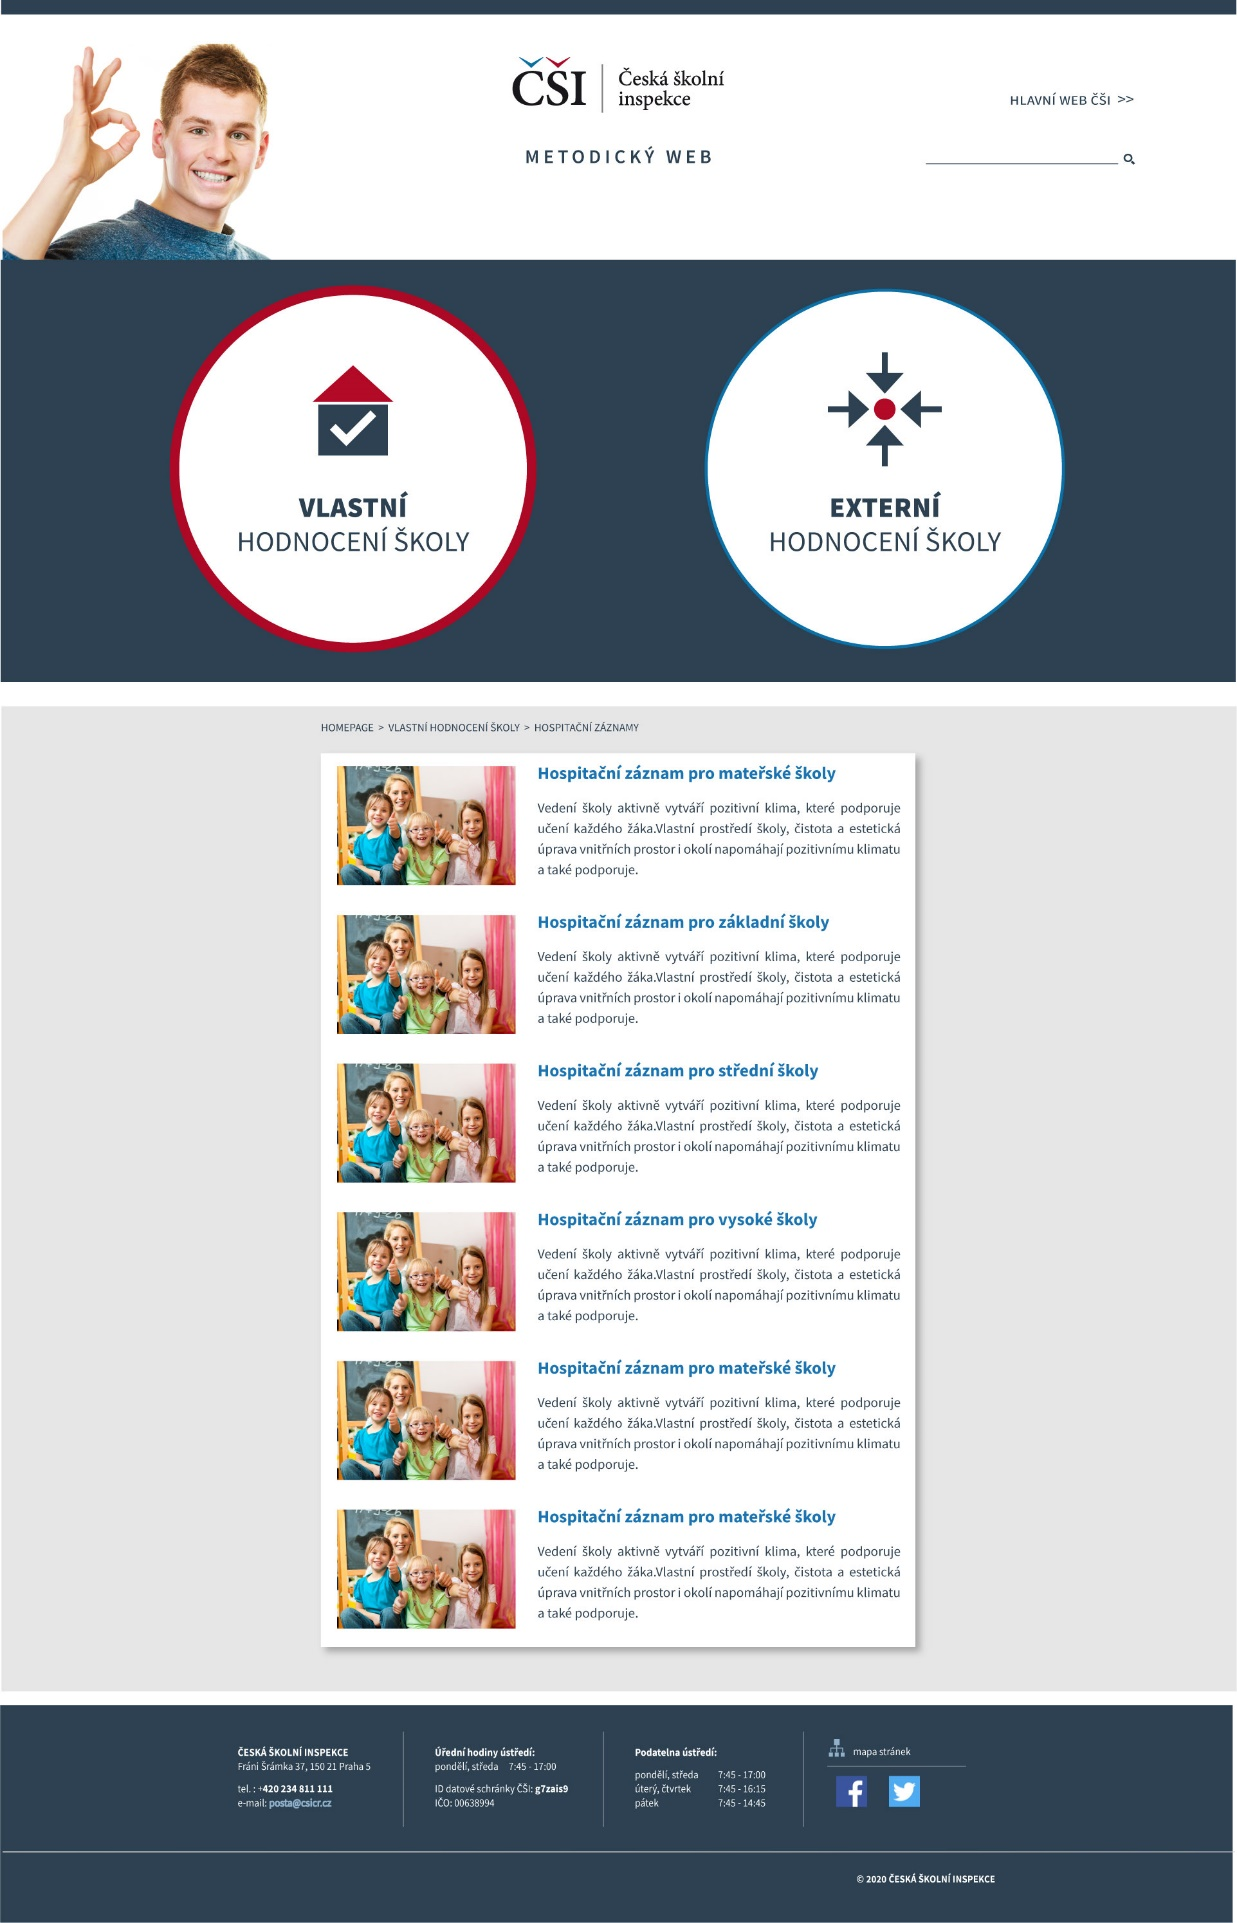 ČŠI
Česká školní
inspekce
METODICKÝ WEB
HLAVNÍ WEB ČŠI >>
VLASTNÍ
HODNOCENÍ ŠKOLY
EXTERNÍ
HODNOCENÍ ŠKOLY
HOMEPAGE > VLASTNÍ HODNOCENÍ ŠKOLY > HOSPITAČNÍ ZÁZNAMY
Hospitační záznam pro mateřské školy
Vedení školy aktivně vytváří pozitivní klima, které podporuje
učení každého žáka.Vlastní prostředí školy, čistota a estetická
úprava vnitřních prostor i okolí napomáhají pozitivnímu klimatu
a také podporuje.
Hospitační záznam pro základní školy
Vedení školy aktivně vytváří pozitivní klima, které podporuje
učení každého žáka.Vlastní prostředí školy, čistota a estetická
úprava vnitřních prostor i okolí napomáhají pozitivnímu klimatu
a také podporuje.
Hospitační záznam pro střední školy
Vedení školy aktivně vytváří pozitivní klima, které podporuje
učení každého žáka.Vlastní prostředí školy, čistota a estetická
úprava vnitřních prostor i okolí napomáhají pozitivnímu klimatu
a také podporuje.
Hospitační záznam pro vysoké školy
Vedení školy aktivně vytváří pozitivní klima, které podporuje
učení každého žáka.Vlastní prostředí školy, čistota a estetická
úprava vnitřních prostor i okolí napomáhají pozitivnímu klimatu
a také podporuje.
Hospitační záznam pro mateřské školy
Vedení školy aktivně vytváří pozitivní klima, které podporuje
učení každého žáka.Vlastní prostředí školy, čistota a estetická
úprava vnitřních prostor i okolí napomáhají pozitivnímu klimatu
a také podporuje.
Hospitační záznam pro mateřské školy
Vedení školy aktivně vytváří pozitivní klima, které podporuje
učení každého žáka.Vlastní prostředí školy, čistota a estetická
úprava vnitřních prostor i okolí napomáhají pozitivnímu klimatu
a také podporuje.
ČESKÁ ŠKOLNÍ INSPEKCE
Fráni Šrámka 37, 150 21 Praha 5
tel. : +420 234 811 111
e-mail: posta@csicr.cz
Úřední hodiny ústředí:
pondělí, středa 7:45 - 17:00
ID datové schránky ČŠI: g7zais9
IČO: 00638994
Podatelna ústředí:
pondělí, středa 7:45 - 17:00
úterý, čtvrtek 7:45 - 16:15
pátek 7:45 - 14:45
mapa stránek
© 2020 ČESKÁ ŠKOLNÍ INSPEKCE